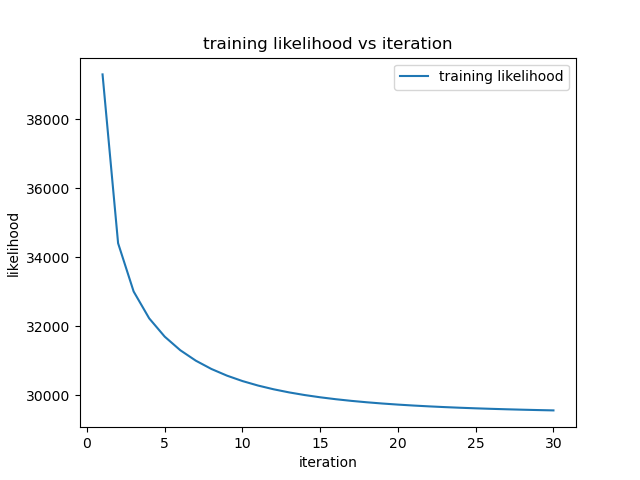 training likelihood vs iteration
training likelihood
38000
36000
34000
32000
30000
likelihood
0 5 10 15 20 25 30
iteration